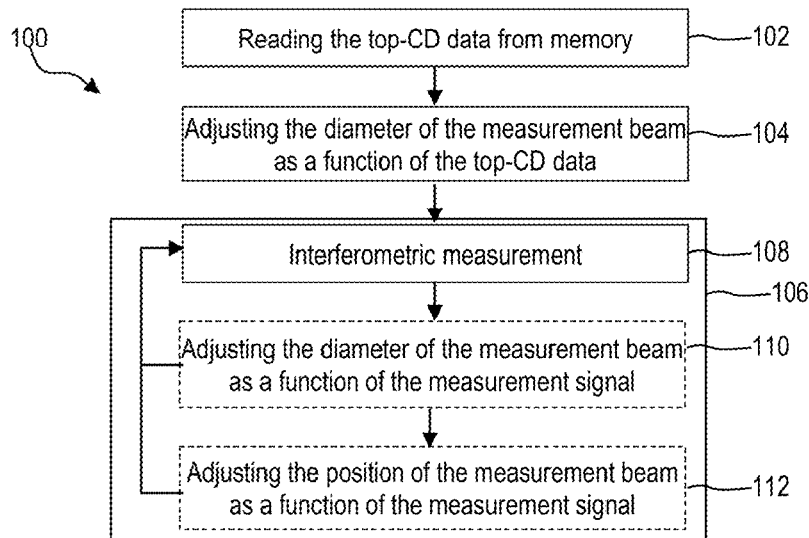 100
Reading the top-CD data from memory
102
Adjusting the diameter of the measurement beam
as a function of the top-CD data
104
Interferometric measurement
108
106
Adjusting the diameter of the measurement beam
as a function of the measurement signal
110
Adjusting the position of the measurement beam
as a function of the measurement signal
112